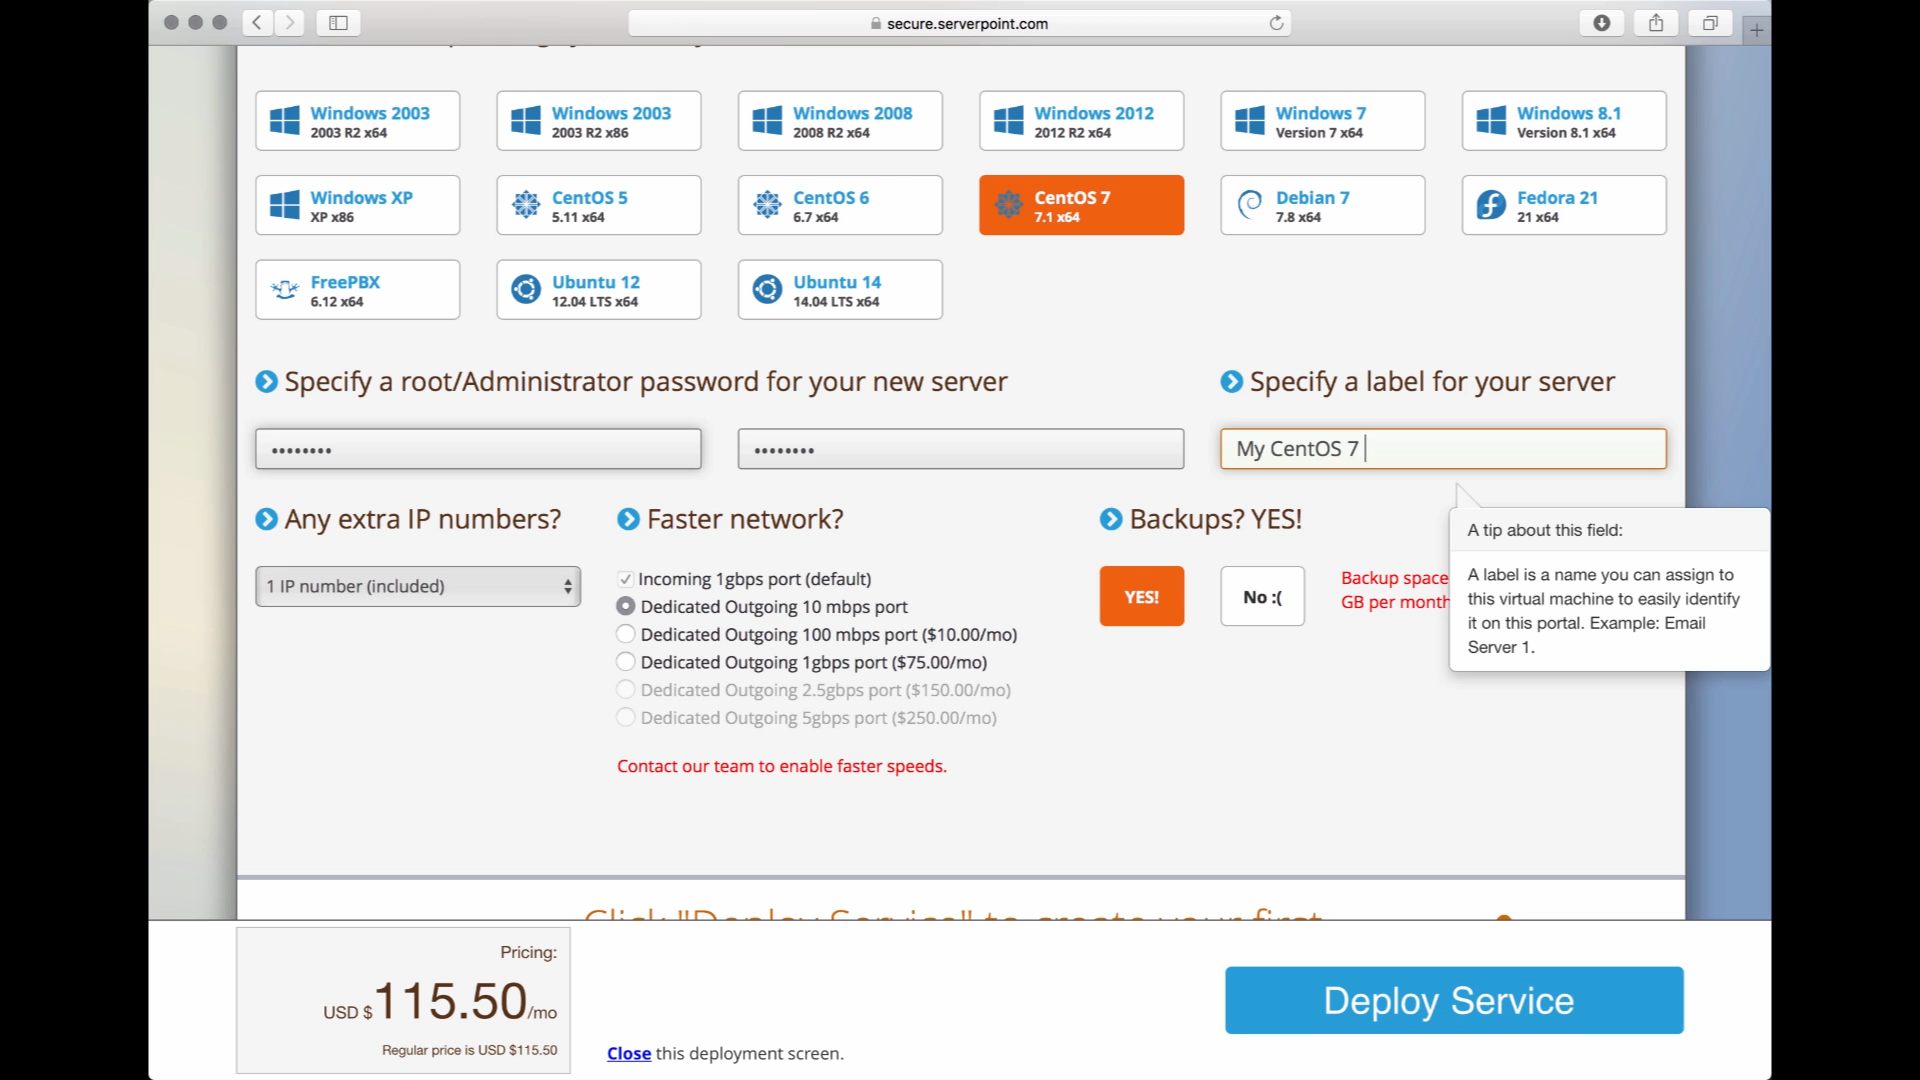 secure.serverpoint.com
Windows 2003
2003 R2 x64
Windows 2003
2003 R2 x86
Windows 2008
2008 R2 x64
Windows 2012
2012 R2 x64
Windows 7
Version 7 x64
Windows 8.1
Version 8.1 x64
Windows XP
XP x86
CentOS 5
5.11 x64
CentOS 6
6.7 x64
CentOS 7
7.1 x64
Debian 7
7.8 x64
Fedora 21
21 x64
FreePBX
6.12 x64
Ubuntu 12
12.04 LTS x64
Ubuntu 14
14.04 LTS x64
Specify a root/Administrator password for your new server
Specify a label for your server
••••••••
••••••••
My CentOS 7
Any extra IP numbers?
1 IP number (included)
Faster network?
Incoming 1gbps port (default)
Dedicated Outgoing 10 mbps port
Dedicated Outgoing 100 mbps port ($10.00/mo)
Dedicated Outgoing 1gbps port ($75.00/mo)
Dedicated Outgoing 2.5gbps port ($150.00/mo)
Dedicated Outgoing 5gbps port ($250.00/mo)
Contact our team to enable faster speeds.
Backups? YES!
YES!
No :(
Backup space
GB per month
A tip about this field:
A label is a name you can assign to
this virtual machine to easily identify
it on this portal. Example: Email
Server 1.
Click "Deploy Service" to create your first
Pricing:
USD $115.50/mo
Regular price is USD $115.50
Close this deployment screen.
Deploy Service